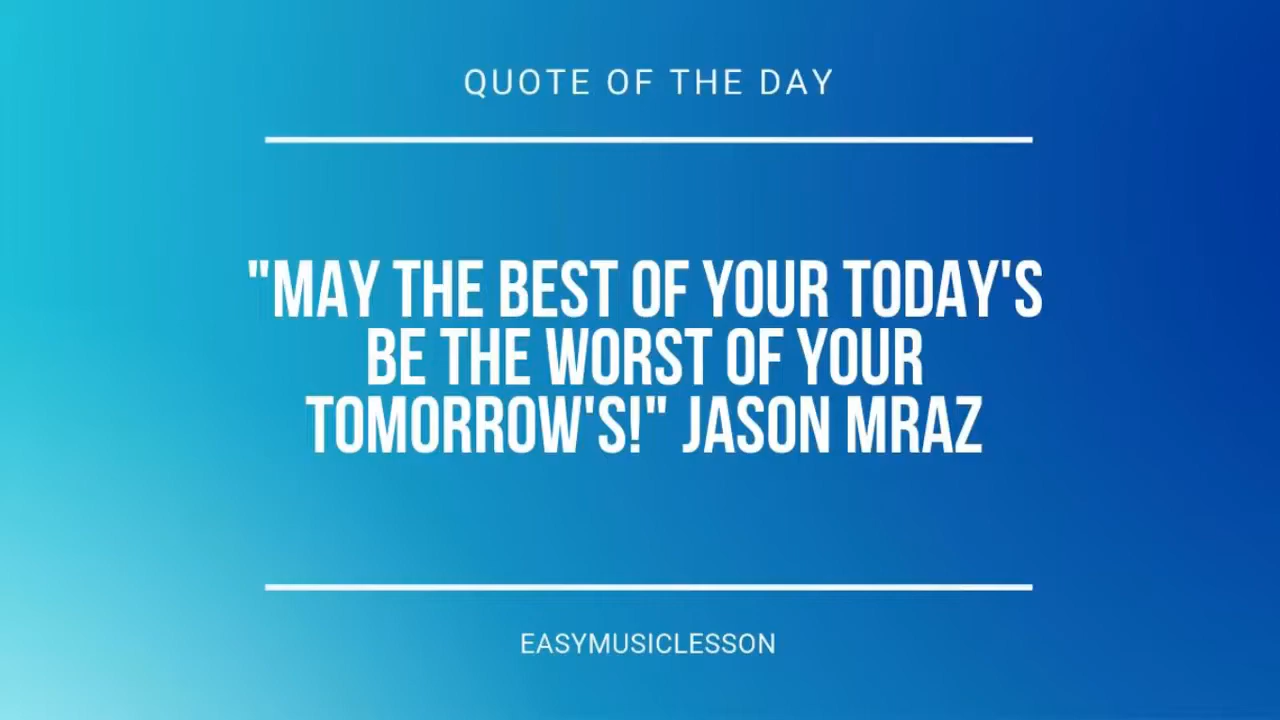 QUOTE OF THE DAY
"MAY THE BEST OF YOUR TODAY'S
BE THE WORST OF YOUR
TOMORROW'S!" JASON MRAZ
EASYMUSICLESSON